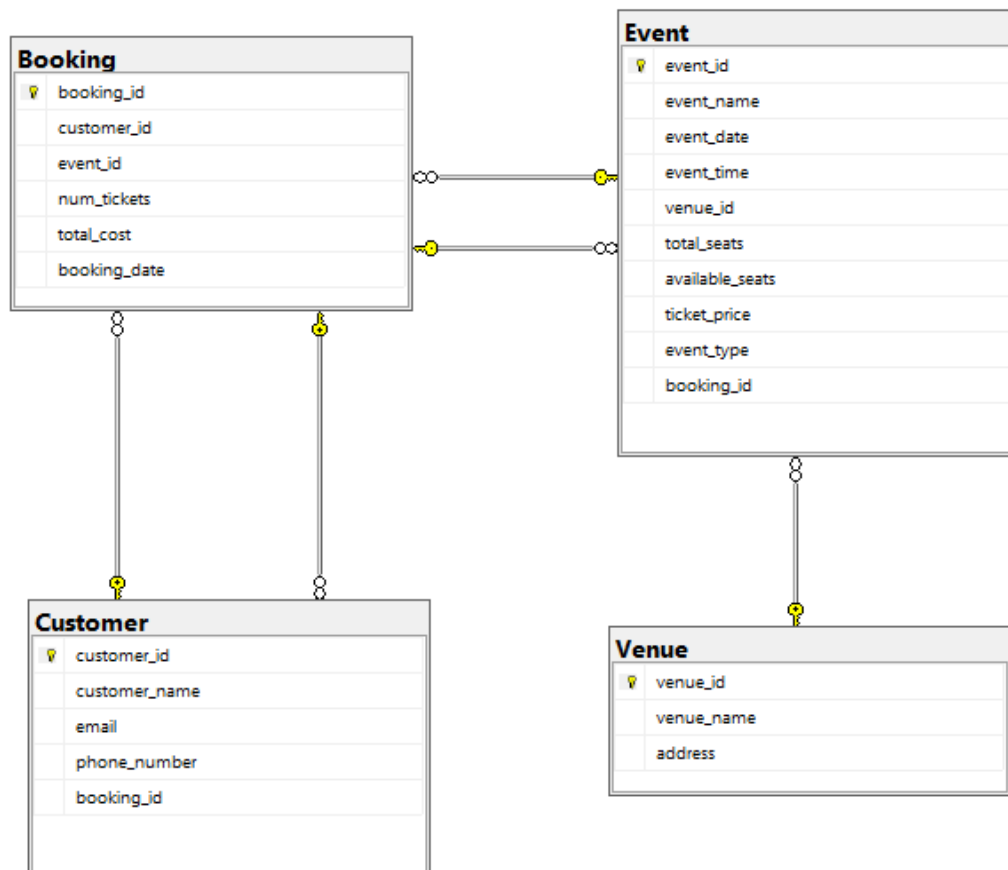 Booking
booking_id
customer_id
event_id
num_tickets
total_cost
booking_date
Event
event_id
event_name
event_date
event_time
venue_id
total_seats
available_seats
ticket_price
event_type
booking_id
Customer
customer_id
customer_name
email
phone_number
booking_id
Venue
venue_id
venue_name
address